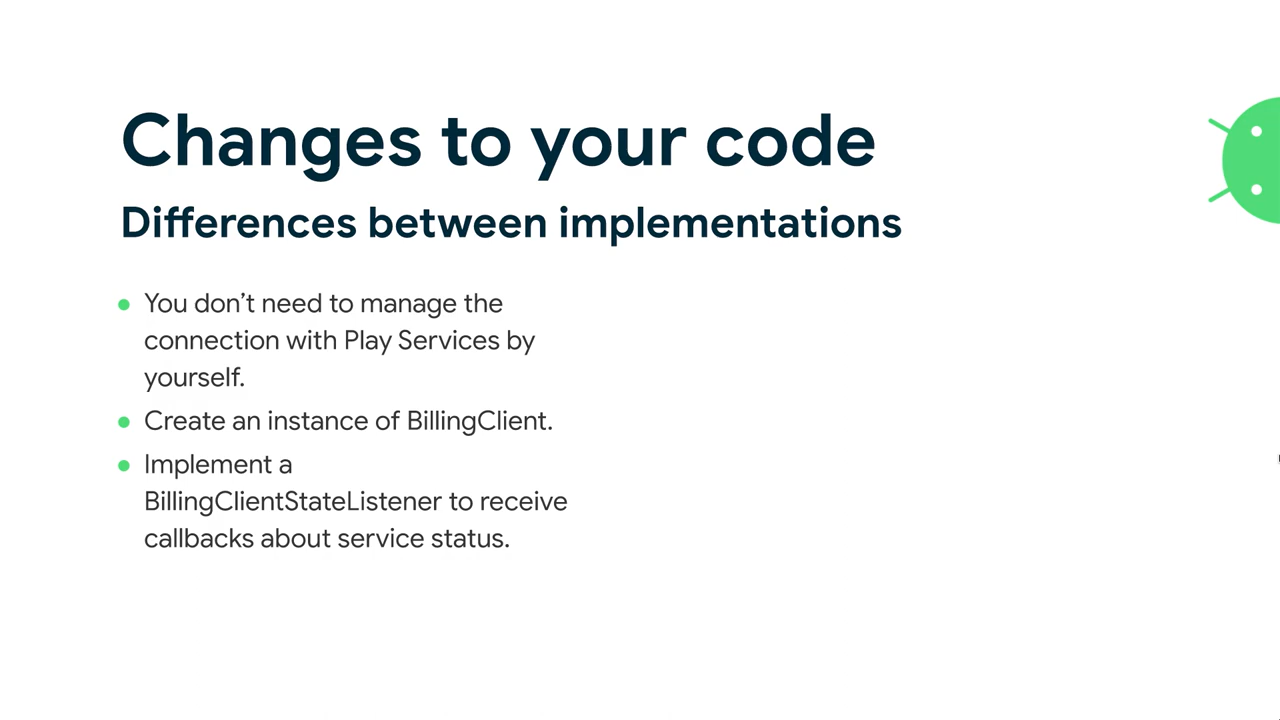 Changes to your code
Differences between implementations
You don’t need to manage the
connection with Play Services by
yourself.
Create an instance of BillingClient.
Implement a
BillingClientStateListener to receive
callbacks about service status.